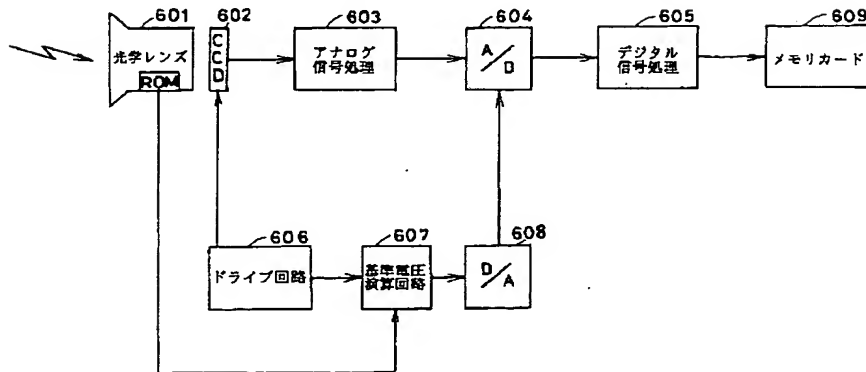 601
602
603
604
605
609
光学レンズ
ROM
CCD
アナログ
信号処理
A/D
デジタル
信号処理
メモリカード
606
607
608
ドライブ回路
基準電圧
演算回路
D/A